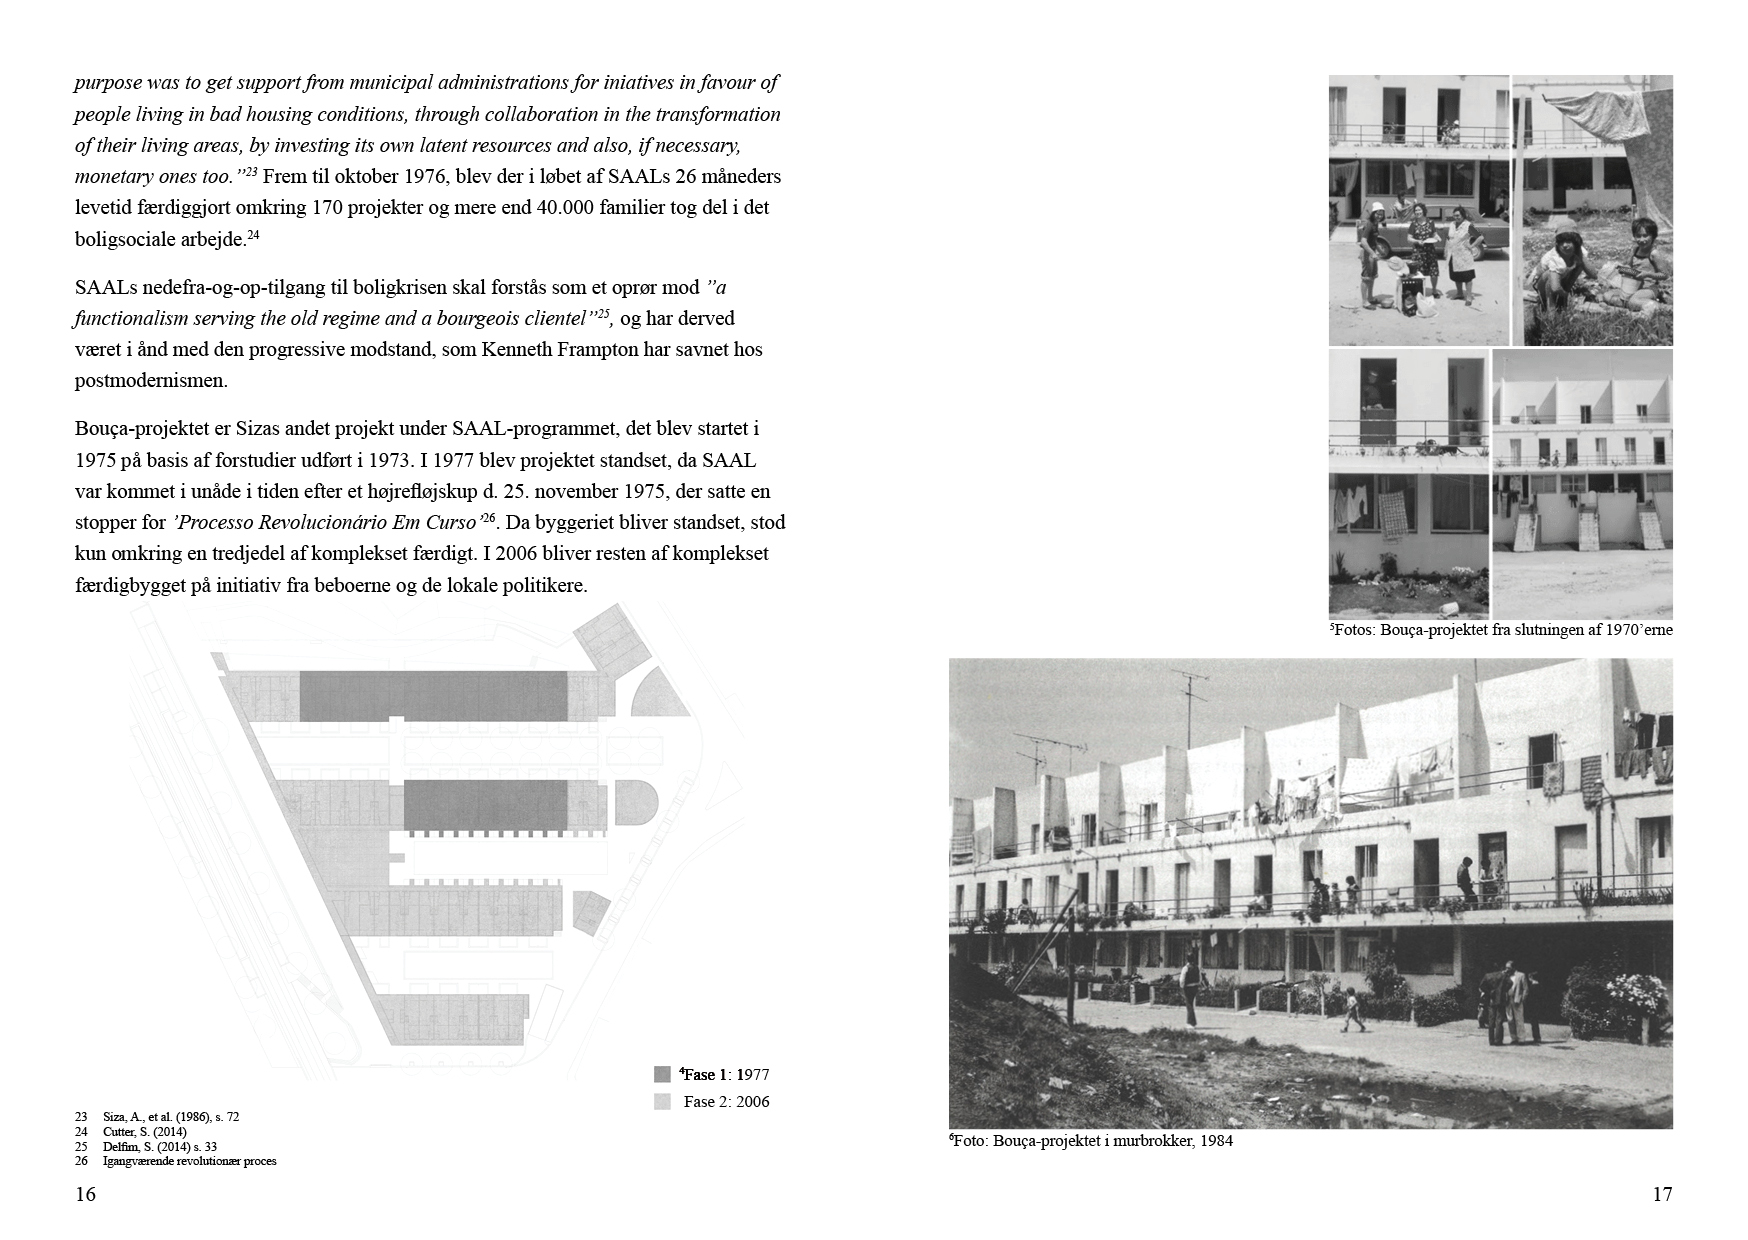 purpose was to get support from municipal administrations for iniatives in favour of
people living in bad housing conditions, through collaboration in the transformation
of their living areas, by investing its own latent resources and also, if necessary,
monetary ones too.”23 Frem til oktober 1976, blev der i løbet af SAALs 26 måneders
levetid færdiggjort omkring 170 projekter og mere end 40.000 familier tog del i det
boligsociale arbejde.24
SAALs nedefra-og-op-tilgang til boligkrisen skal forstås som et oprør mod ”a
functionalism serving the old regime and a bourgeois clientel”25, og har derved
været i ånd med den progressive modstand, som Kenneth Frampton har savnet hos
postmodernismen.
Bouça-projektet er Sizas andet projekt under SAAL-programmet, det blev startet i
1975 på basis af forstudier udført i 1973. I 1977 blev projektet standset, da SAAL
var kommet i unåde i tiden efter et højrefløjskup d. 25. november 1975, der satte en
stopper for ’Processo Revolucionário Em Curso’26. Da byggeriet bliver standset, stod
kun omkring en tredjedel af komplekset færdigt. I 2006 bliver resten af komplekset
færdigbygget på initiativ fra beboerne og de lokale politikere.
4Fase 1: 1977
Fase 2: 2006
23 Siza, A., et al. (1986), s. 72
24 Cutter, S. (2014)
25 Delfim, S. (2014) s. 33
26 Igangværende revolutionær proces
16
5Fotos: Bouça-projektet fra slutningen af 1970’erne
6Foto: Bouça-projektet i murbrokker, 1984
17